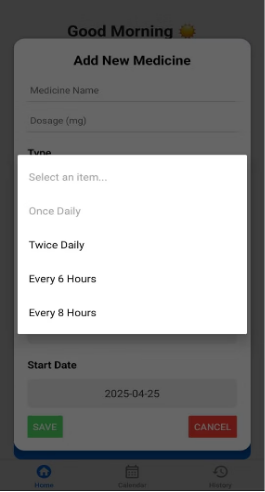 Good Morning
Add New Medicine
Medicine Name
Dosage (mg)
Type
Select an item...
Once Daily
Twice Daily
Every 6 Hours
Every 8 Hours
Start Date
2025-04-25
SAVE
CANCEL
Home
Calendar
History